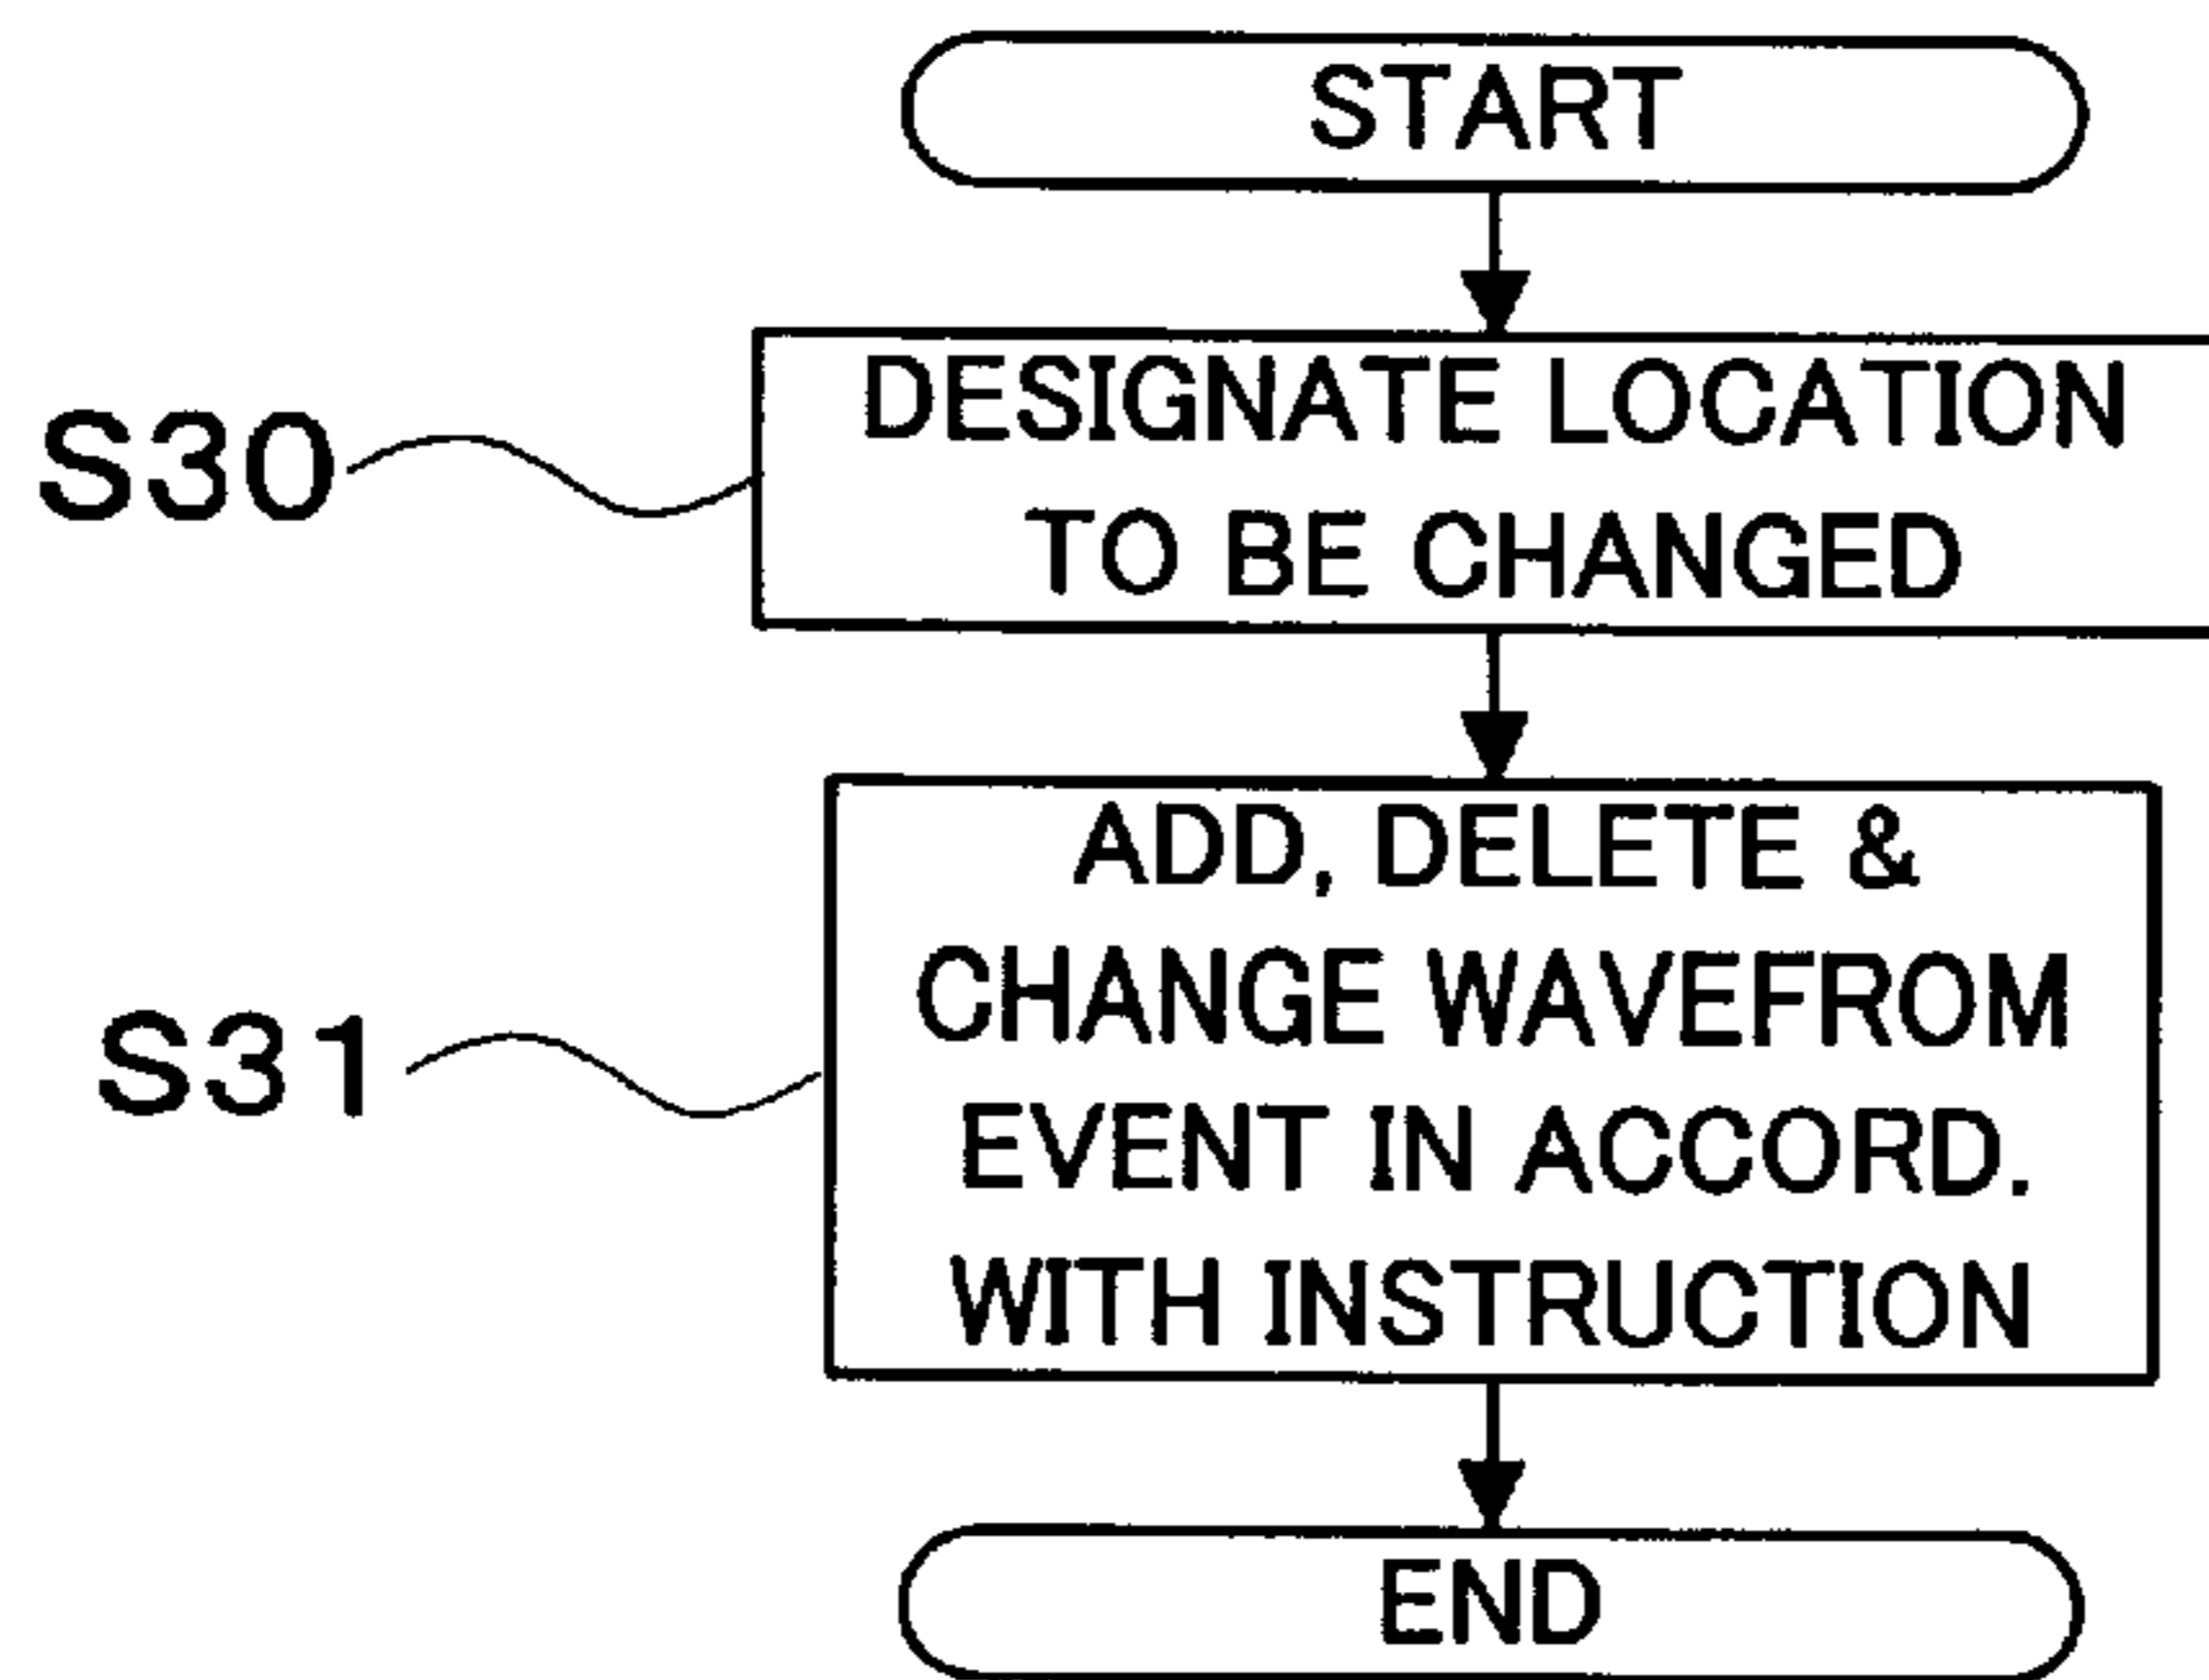 START
DESIGNATE LOCATION
TO BE CHANGED
S30
ADD, DELETE &
CHANGE WAVEFROM
EVENT IN ACCORD.
WITH INSTRUCTION
S31
END